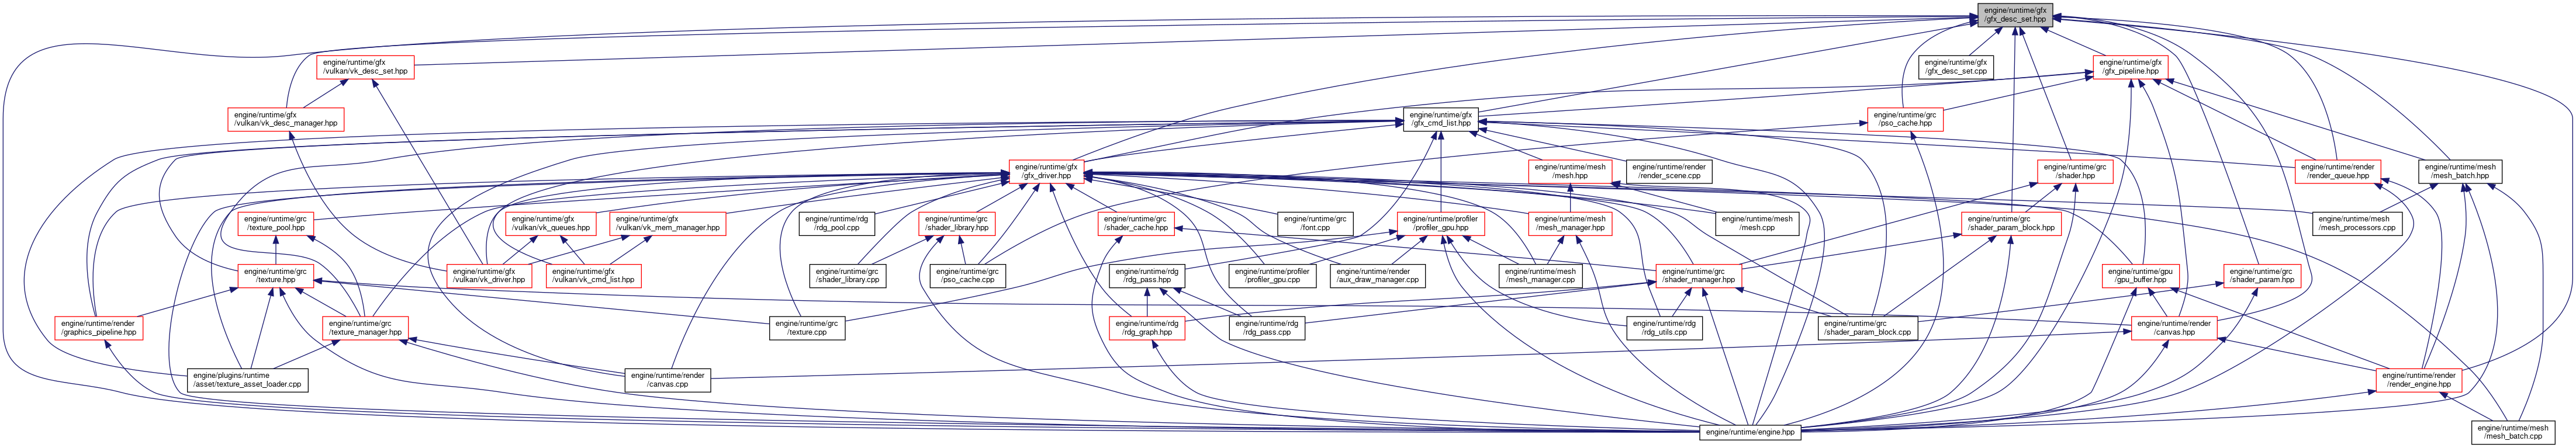 engine/runtime/gfx
/gfx_desc_set.hpp
engine/runtime/gfx
/vulkan/vk_desc_set.hpp
engine/runtime/gfx
/gfx_desc_set.cpp
engine/runtime/gfx
/gfx_pipeline.hpp
engine/runtime/gfx
/vulkan/vk_desc_manager.hpp
engine/runtime/gfx
/gfx_cmd_list.hpp
engine/runtime/grc
/pso_cache.hpp
engine/runtime/gfx
/gfx_driver.hpp
engine/runtime/mesh
/mesh.hpp
engine/runtime/render
/render_scene.cpp
engine/runtime/grc
/shader.hpp
engine/runtime/render
/render_queue.hpp
engine/runtime/mesh
/mesh_batch.hpp
engine/runtime/grc
/texture_pool.hpp
engine/runtime/gfx
/vulkan/vk_queues.hpp
engine/runtime/gfx
/vulkan/vk_mem_manager.hpp
engine/runtime/rdg
/rdg_pool.cpp
engine/runtime/grc
/shader_library.hpp
engine/runtime/grc
/shader_cache.hpp
engine/runtime/grc
/font.cpp
engine/runtime/profiler
/profiler_gpu.hpp
engine/runtime/mesh
/mesh_manager.hpp
engine/runtime/mesh
/mesh.cpp
engine/runtime/grc
/shader_param_block.hpp
engine/runtime/mesh
/mesh_processors.cpp
engine/runtime/grc
/texture.hpp
engine/runtime/gfx
/vulkan/vk_driver.hpp
engine/runtime/gfx
/vulkan/vk_cmd_list.hpp
engine/runtime/grc
/shader_library.cpp
engine/runtime/grc
/pso_cache.cpp
engine/runtime/rdg
/rdg_pass.hpp
engine/runtime/profiler
/profiler_gpu.cpp
engine/runtime/render
/aux_draw_manager.cpp
engine/runtime/mesh
/mesh_manager.cpp
engine/runtime/grc
/shader_manager.hpp
engine/runtime/gpu
/gpu_buffer.hpp
engine/runtime/grc
/shader_param.hpp
engine/runtime/render
/graphics_pipeline.hpp
engine/runtime/grc
/texture_manager.hpp
engine/runtime/grc
/texture.cpp
engine/runtime/rdg
/rdg_graph.hpp
engine/runtime/rdg
/rdg_pass.cpp
engine/runtime/rdg
/rdg_utils.cpp
engine/runtime/grc
/shader_param_block.cpp
engine/runtime/render
/canvas.hpp
engine/plugins/runtime
/asset/texture_asset_loader.cpp
engine/runtime/render
/canvas.cpp
engine/runtime/render
/render_engine.hpp
engine/runtime/engine.hpp
engine/runtime/mesh
/mesh_batch.cpp